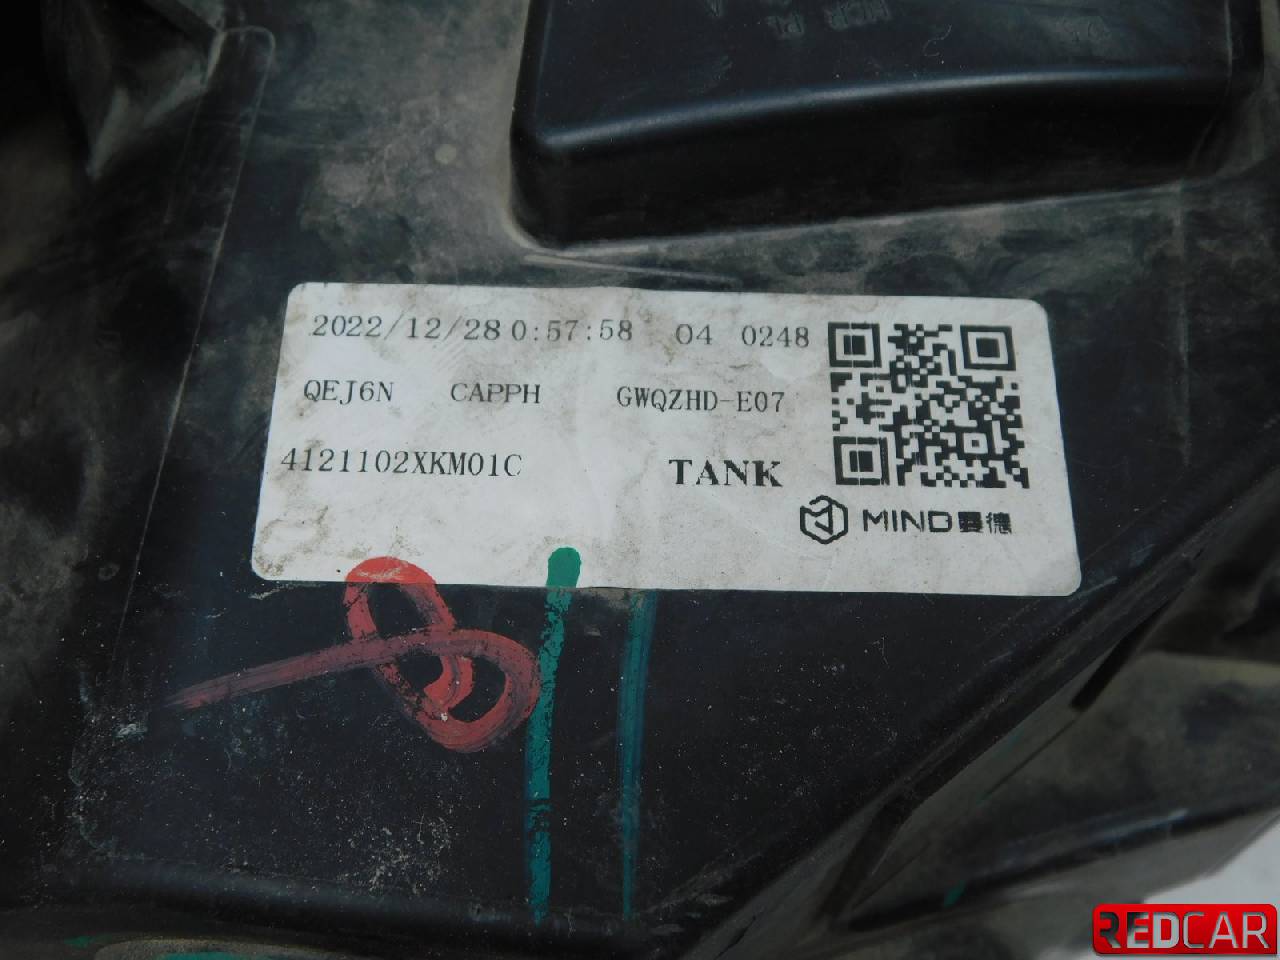 2022/12/28 0:57:58 04 0248
QEJ6N CAPPH GWQZHD-E07
4121102XKM01C TANK
MIND曼德
REDCAR